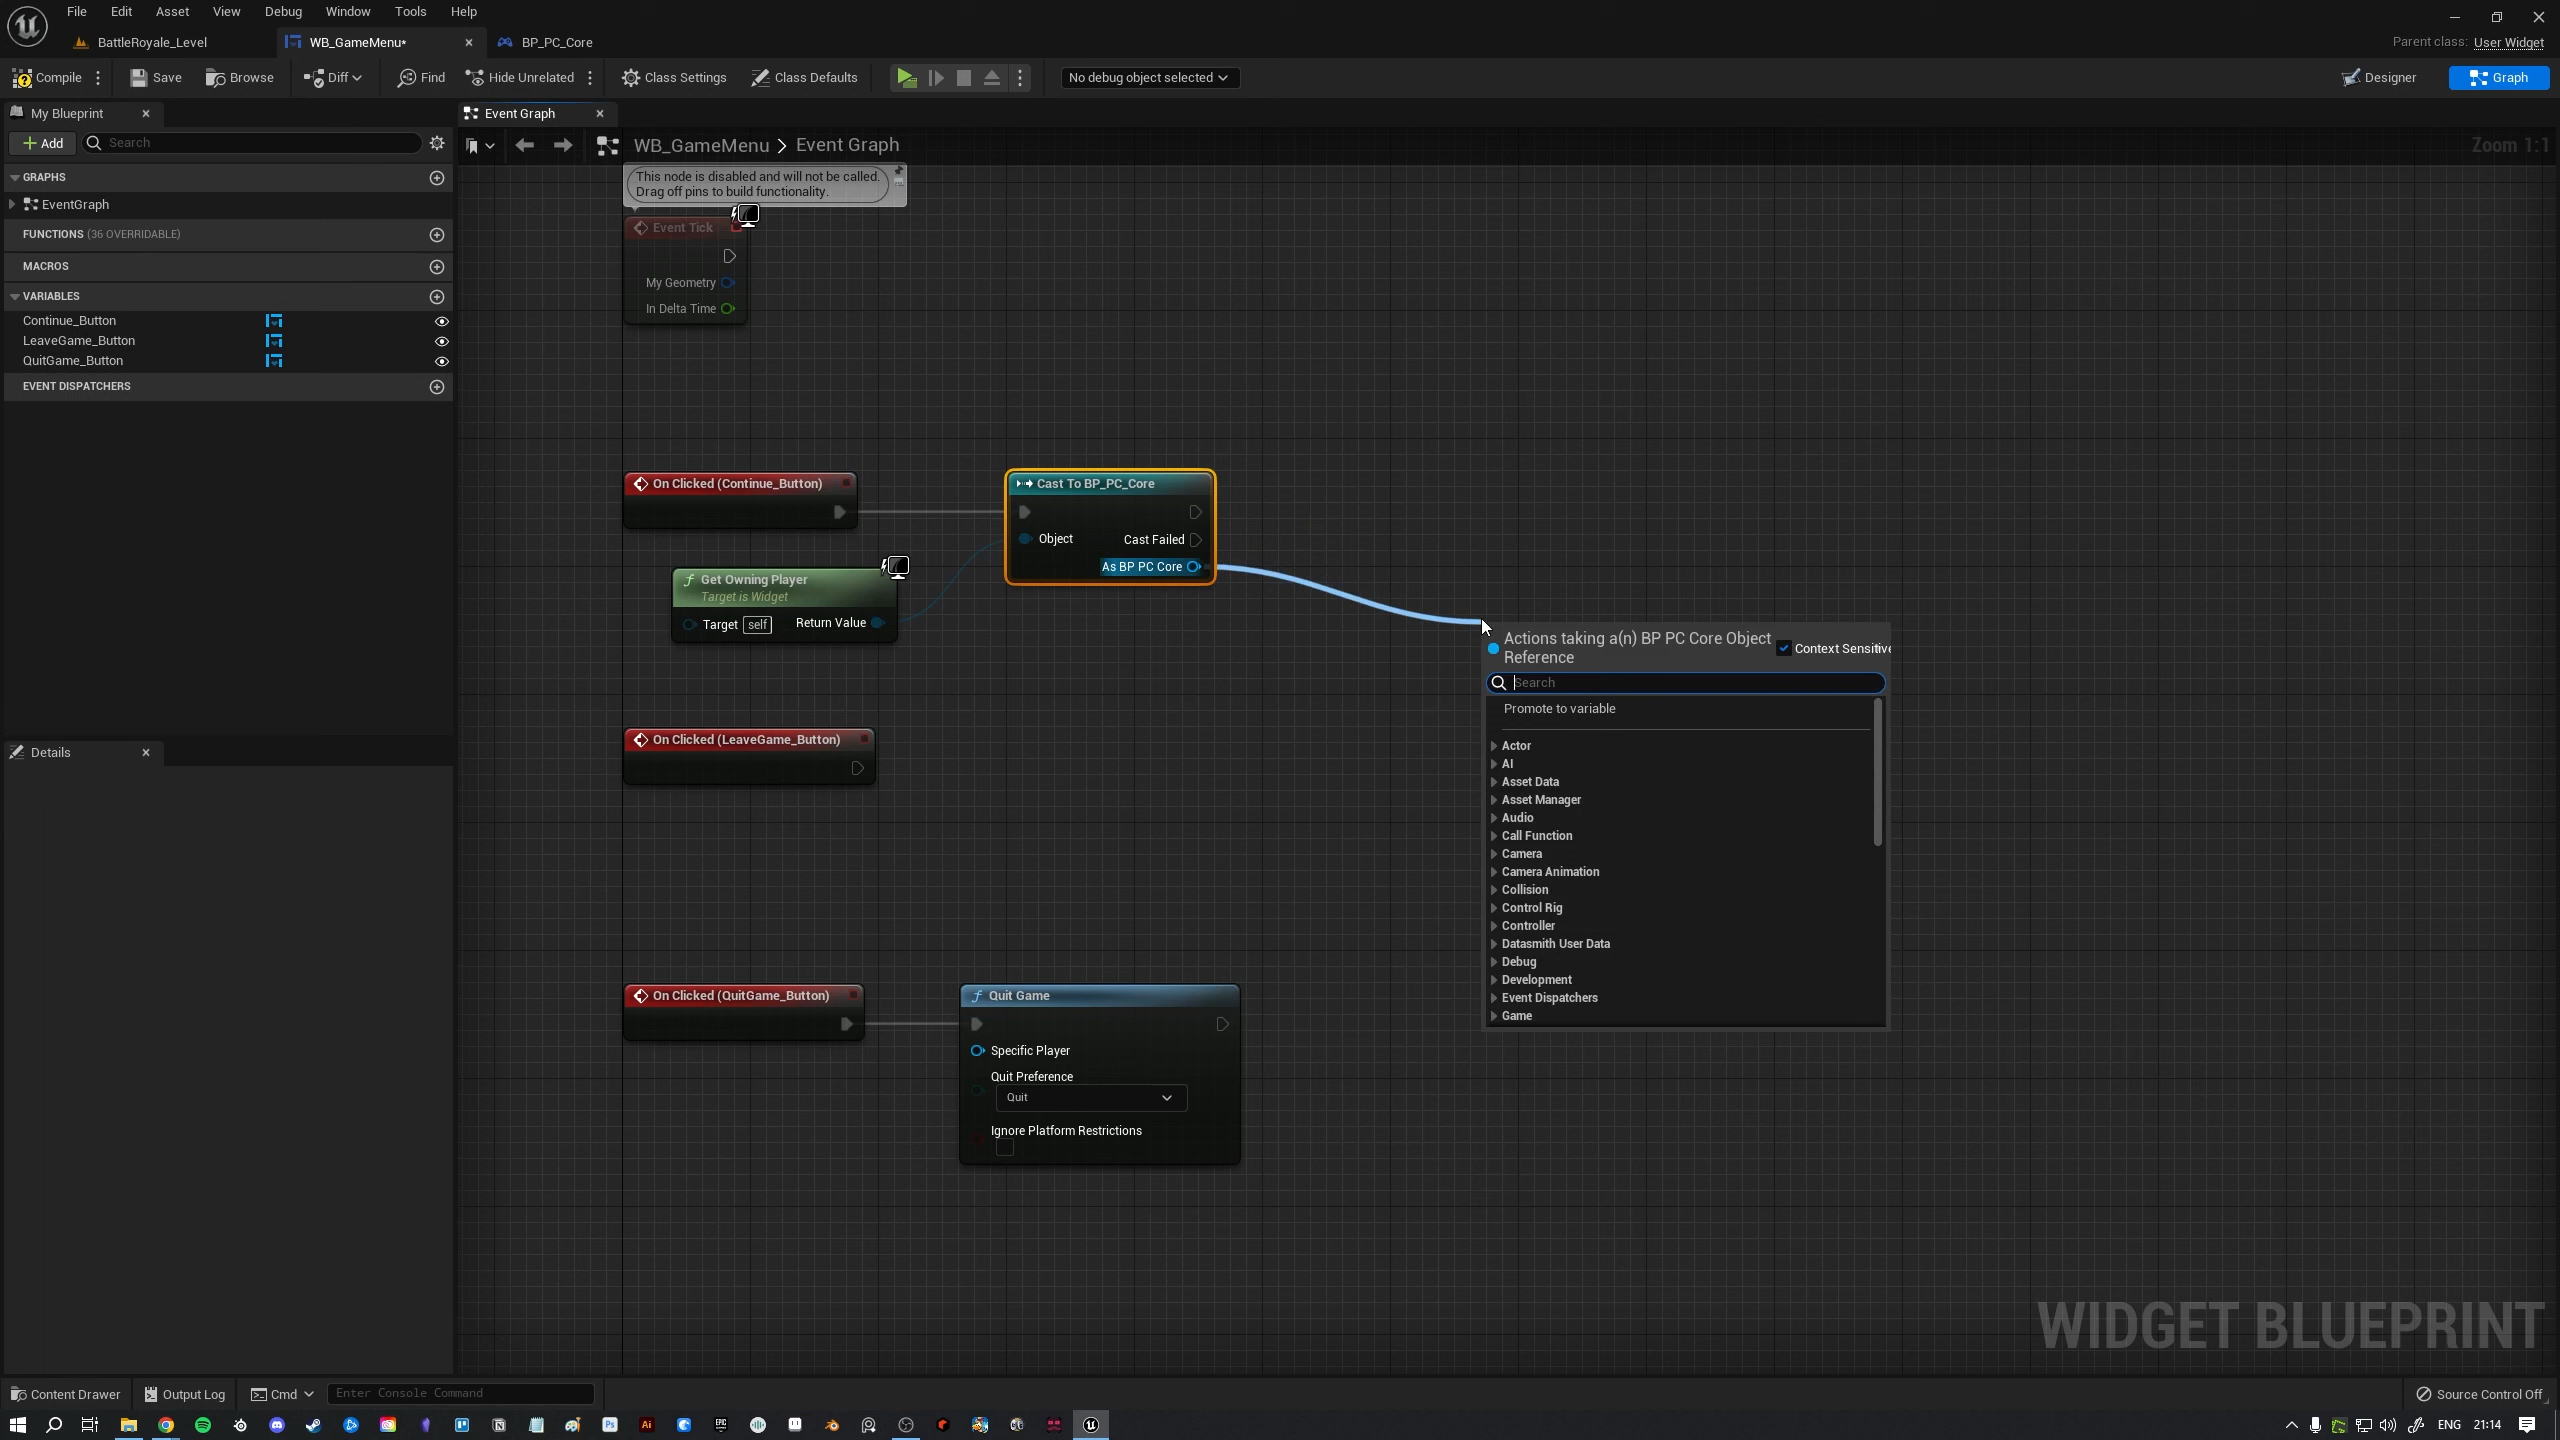 File Edit Asset View Debug Window Tools Help
BattleRoyale_Level WB_GameMenu* BP_PC_Core
Parent class: User Widget
Compile Save Browse Diff Find Hide Unrelated Class Settings Class Defaults No debug object selected Designer Graph
My Blueprint
Event Graph
Add Search
WB_GameMenu > Event Graph
Zoom 1:1
GRAPHS
EventGraph
FUNCTIONS (36 OVERRIDABLE)
MACROS
VARIABLES
Continue_Button
LeaveGame_Button
QuitGame_Button
EVENT DISPATCHERS
Details
This node is disabled and will not be called.
Drag off pins to build functionality.
Event Tick
My Geometry
In Delta Time
On Clicked (Continue_Button)
Cast To BP_PC_Core
Object
Cast Failed
As BP PC Core
Get Owning Player
Target is Widget
Target self Return Value
On Clicked (LeaveGame_Button)
On Clicked (QuitGame_Button)
Quit Game
Specific Player
Quit Preference
Quit
Ignore Platform Restrictions
Actions taking a(n) BP PC Core Object
Reference
Context Sensitive
Search
Promote to variable
Actor
AI
Asset Data
Asset Manager
Audio
Call Function
Camera
Camera Animation
Collision
Control Rig
Controller
Datasmith User Data
Debug
Development
Event Dispatchers
Game
WIDGET BLUEPRINT
Content Drawer Output Log Cmd Enter Console Command Source Control Off
Ps Ai EPIC GAMES ENG 21:14